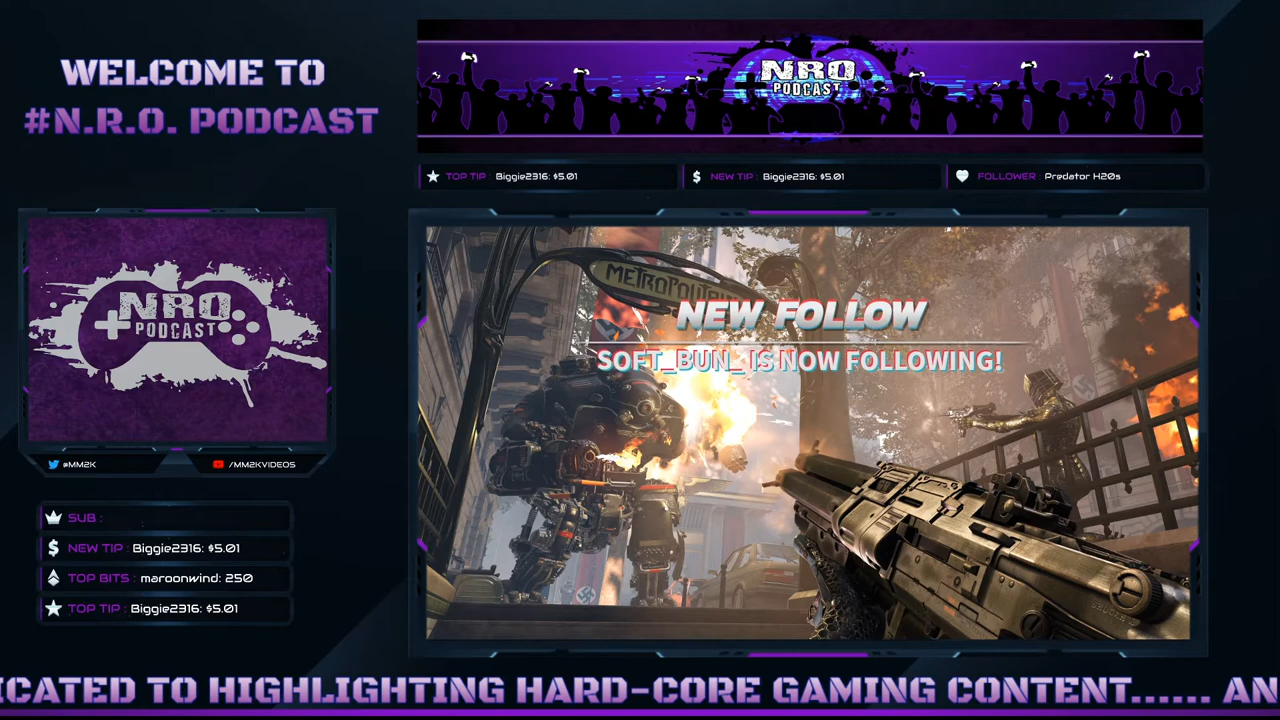 WELCOME TO
#N.R.O. PODCAST
NRO
PODCAST
TOP TIP : Biggie2316: $5.01
NEW TIP : Biggie2316: $5.01
FOLLOWER : Predator H20s
NRO
PODCAST
@MM2K
/MM2KVIDEOS
SUB :
NEW TIP : Biggie2316: $5.01
TOP BITS : maroonwind: 250
TOP TIP : Biggie2316: $5.01
METROPOLITAIN
NEW FOLLOW
SOFT_BUN_ IS NOW FOLLOWING!
ICATED TO HIGHLIGHTING HARD-CORE GAMING CONTENT...... AN